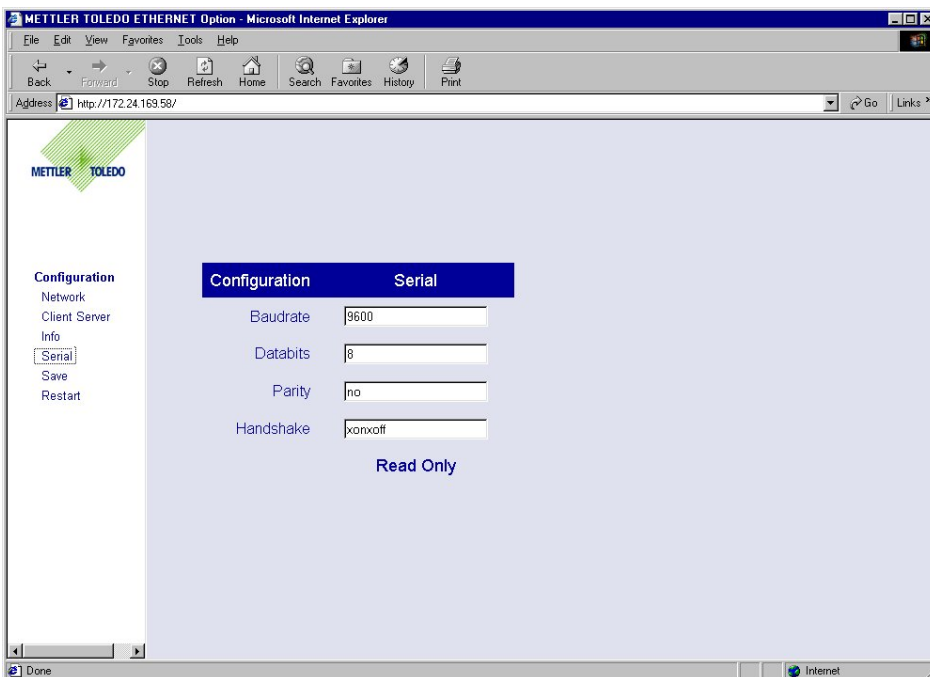 METTLER TOLEDO ETHERNET Option - Microsoft Internet Explorer
File Edit View Favorites Tools Help
Back Forward Stop Refresh Home Search Favorites History Print
Address http://172.24.169.58/ Go Links »
METTLER TOLEDO
Configuration
Network
Client Server
Info
Serial
Save
Restart
Configuration Serial
Baudrate 9600
Databits 8
Parity no
Handshake xonxoff
Read Only
Done Internet